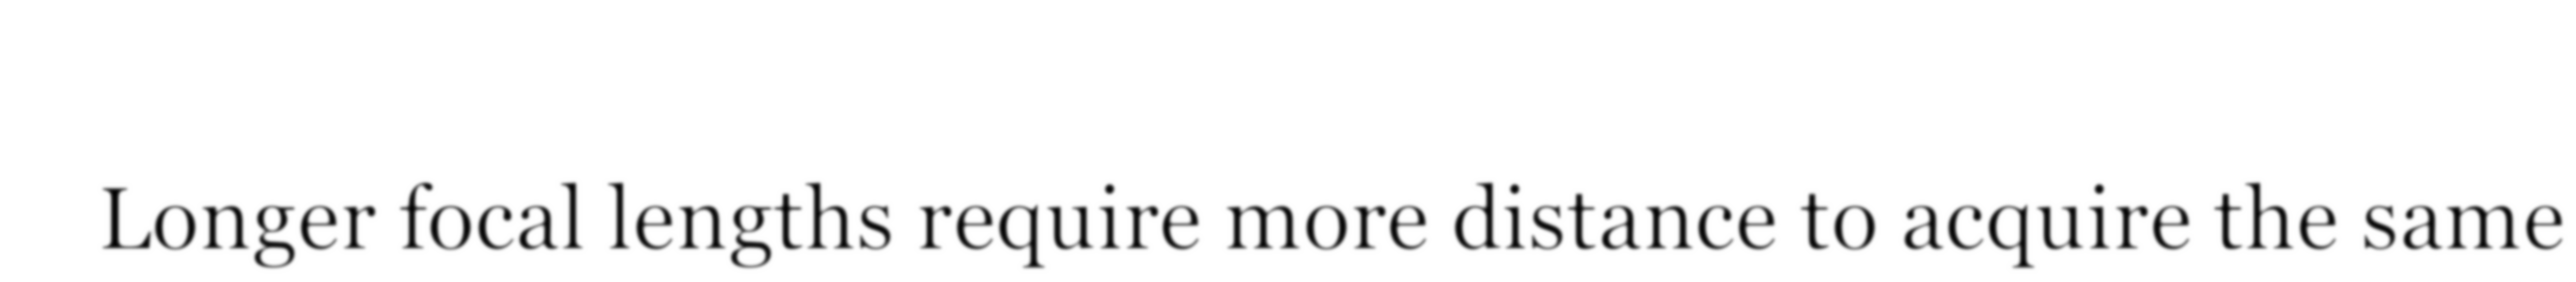 Longer focal lengths require more distance to acquire the same